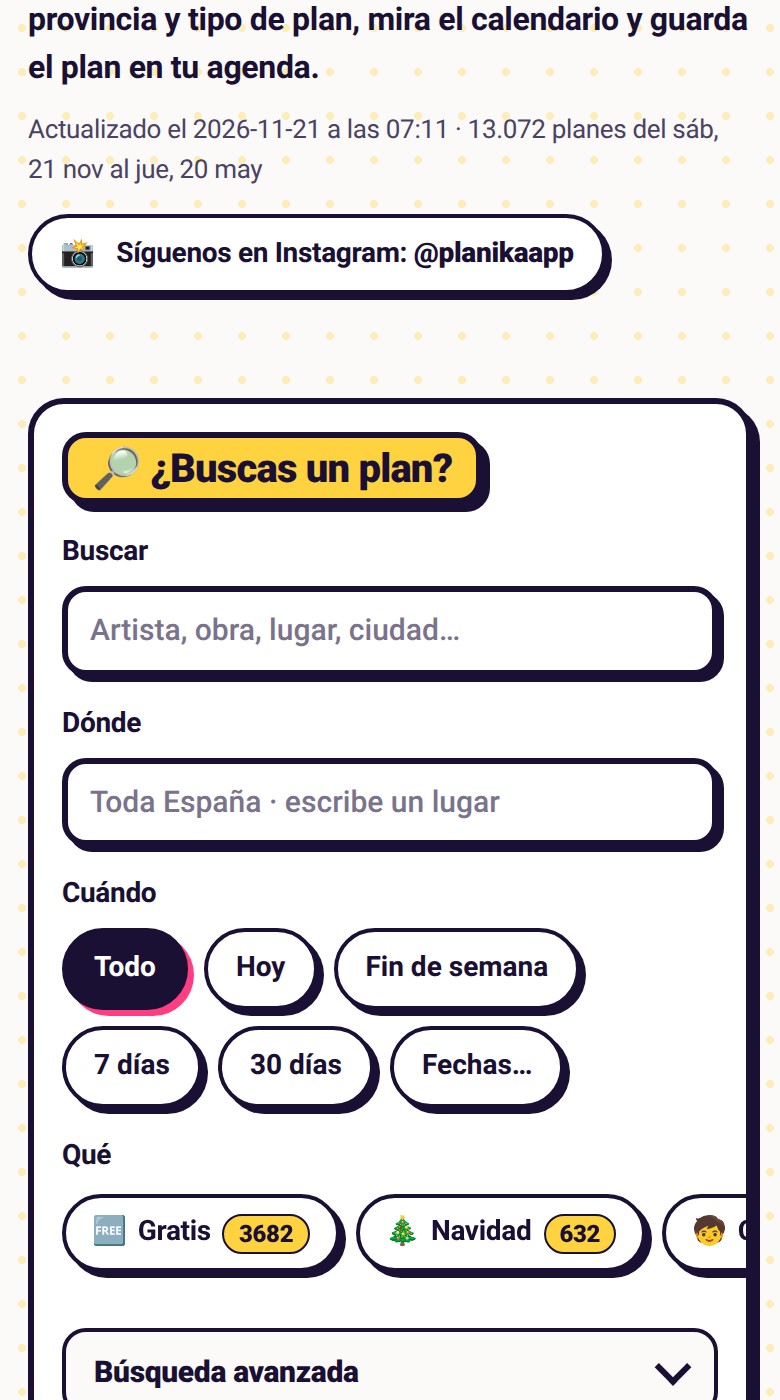 provincia y tipo de plan, mira el calendario y guarda
el plan en tu agenda.
Actualizado el 2026-11-21 a las 07:11 · 13.072 planes del sáb,
21 nov al jue, 20 may
Síguenos en Instagram: @planikaapp
¿Buscas un plan?
Buscar
Artista, obra, lugar, ciudad…
Dónde
Toda España · escribe un lugar
Cuándo
Todo Hoy Fin de semana
7 días 30 días Fechas…
Qué
FREE Gratis 3682 Navidad 632
Búsqueda avanzada